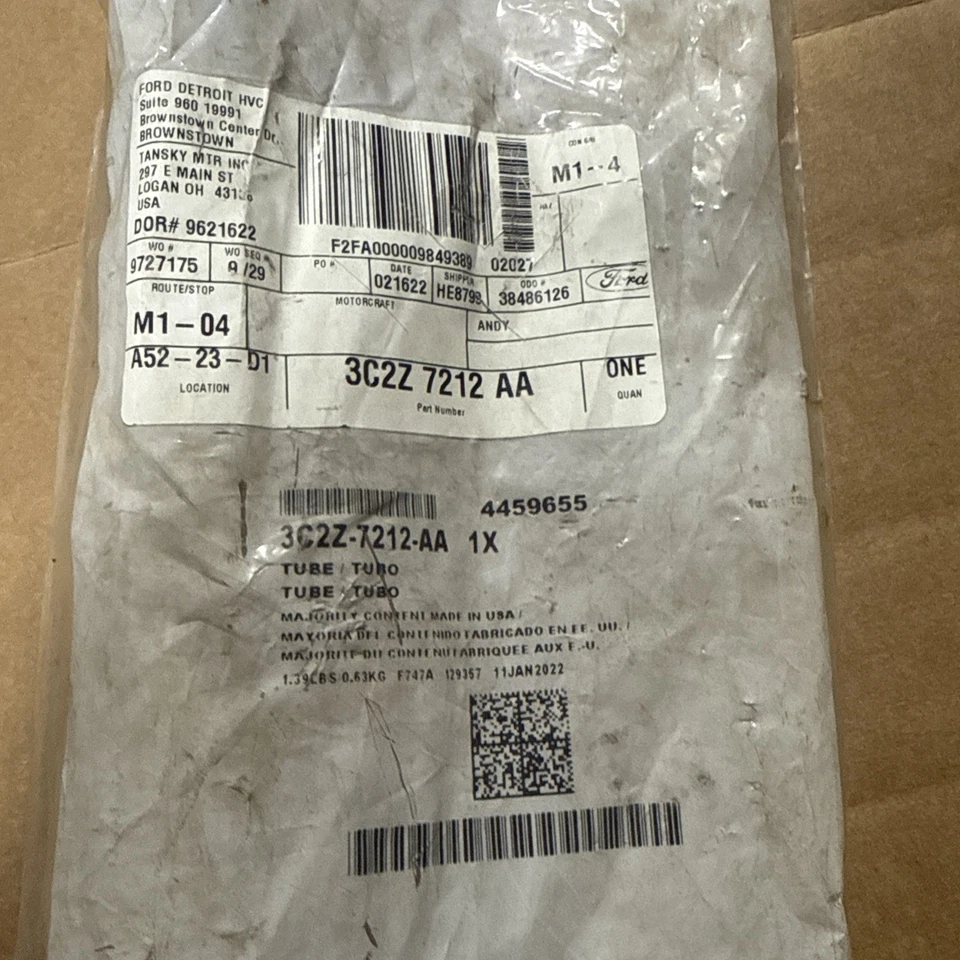 FORD DETROIT HVC
Suite 960 19991
Brownstown Center Dr.
BROWNSTOWN
TANSKY MTR INC
297 E MAIN ST
LOGAN OH
USA
DOR# 9621622
F2FA000009849389
02027
M1--4
WO #
9727175
WO SEQ #
/29
PO #
DATE
021622
SHIPPER
HE8793
ODO #
38486126
Ford
ROUTE/STOP
M1-04
MOTORCRAFT
ANDY
A52-23-D1
LOCATION
3C2Z 7212 AA
Part Number
ONE
QUAN
4459655
3C2Z-7212-AA 1X
TUBE / TUBO
TUBE / TUBO
MAJORITY CONTENT MADE IN USA /
MAYORIA DEL CONTENIDO FABRICADO EN EE. UU. /
MAJORITE DU CONTENU FABRIQUEE AUX E.-U.
1.39LBS/0.63KG F747A 129357 11JAN2022